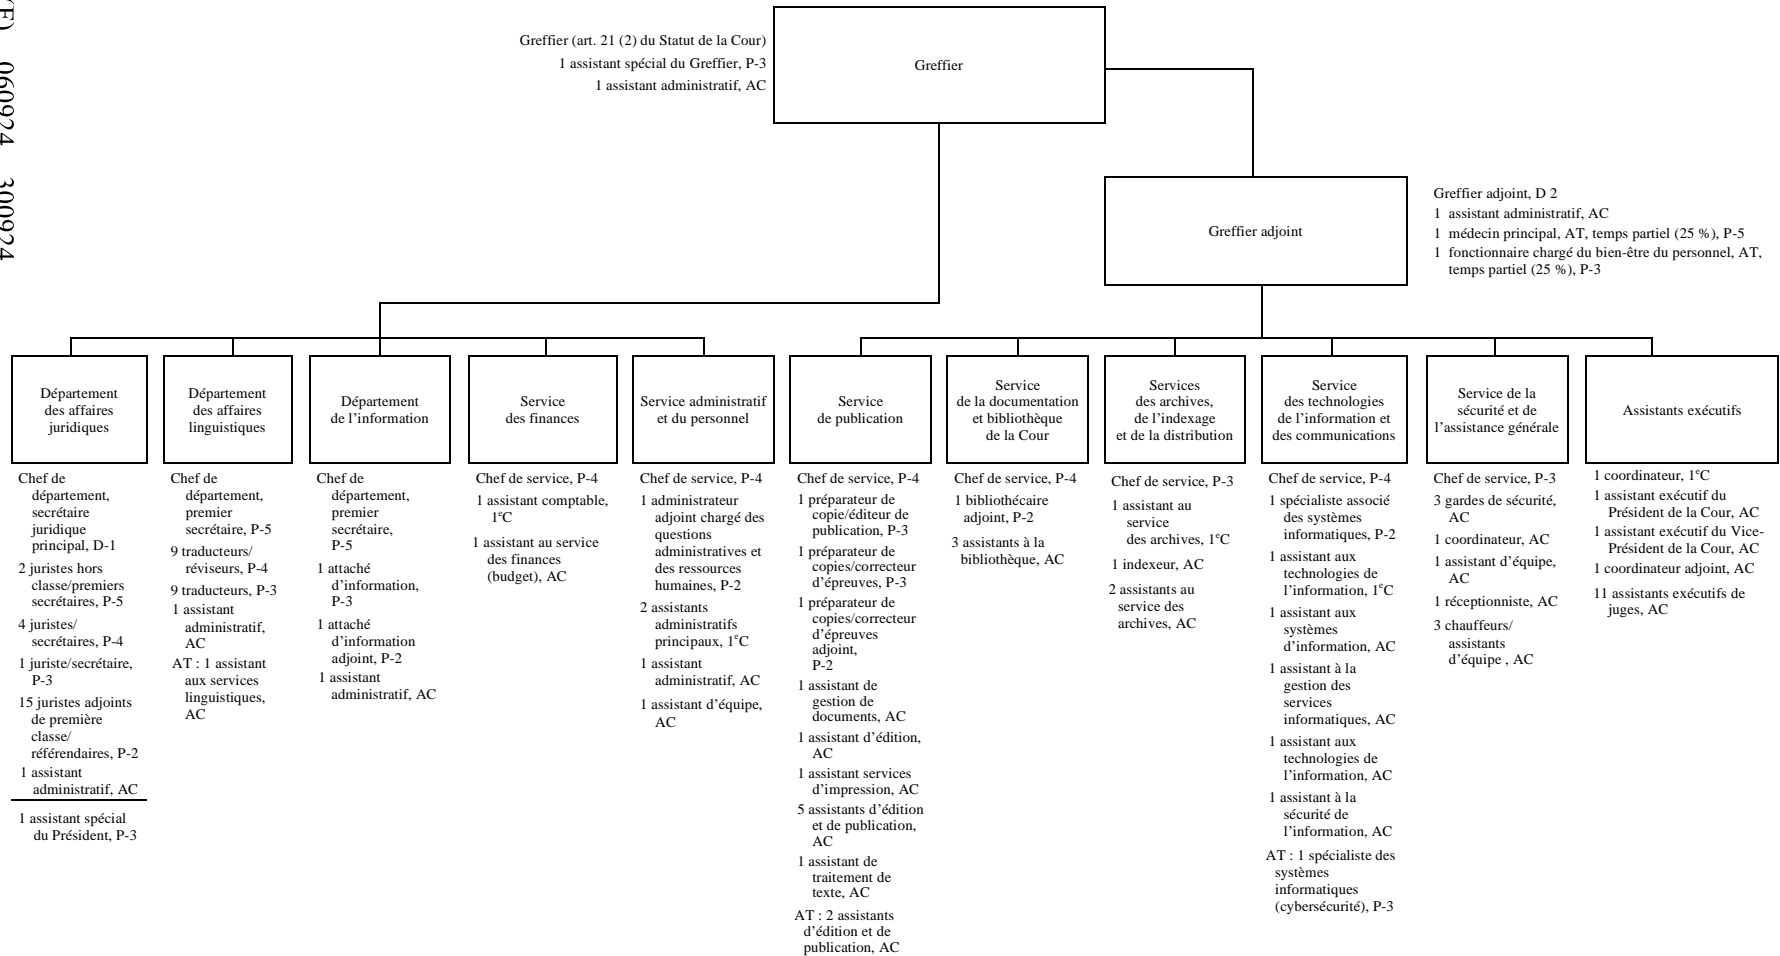 (F) 060924 300924
Greffier (art. 21 (2) du Statut de la Cour)
1 assistant spécial du Greffier, P-3
1 assistant administratif, AC
Greffier
Greffier adjoint
Greffier adjoint, D 2
1 assistant administratif, AC
1 médecin principal, AT, temps partiel (25 %), P-5
1 fonctionnaire chargé du bien-être du personnel, AT,
temps partiel (25 %), P-3
Département
des affaires
juridiques
Chef de
département,
secrétaire
juridique
principal, D-1
2 juristes hors
classe/premiers
secrétaires, P-5
4 juristes/
secrétaires, P-4
1 juriste/secrétaire,
P-3
15 juristes adjoints
de première
classe/
référendaires, P-2
1 assistant
administratif, AC
1 assistant spécial
du Président, P-3
Département
des affaires
linguistiques
Chef de
département,
premier
secrétaire, P-5
9 traducteurs/
réviseurs, P-4
9 traducteurs, P-3
1 assistant
administratif,
AC
AT : 1 assistant
aux services
linguistiques,
AC
Département
de l’information
Chef de
département,
premier
secrétaire,
P-5
1 attaché
d’information,
P-3
1 attaché
d’information
adjoint, P-2
1 assistant
administratif, AC
Service
des finances
Chef de service, P-4
1 assistant comptable,
1ᵉC
1 assistant au service
des finances
(budget), AC
Service administratif
et du personnel
Chef de service, P-4
1 administrateur
adjoint chargé des
questions
administratives et
des ressources
humaines, P-2
2 assistants
administratifs
principaux, 1ᵉC
1 assistant
administratif, AC
1 assistant d’équipe,
AC
Service
de publication
Chef de service, P-4
1 préparateur de
copie/éditeur de
publication, P-3
1 préparateur de
copies/correcteur
d’épreuves, P-3
1 préparateur de
copies/correcteur
d’épreuves
adjoint,
P-2
1 assistant de
gestion de
documents, AC
1 assistant d’édition,
AC
1 assistant services
d’impression, AC
5 assistants d’édition
et de publication,
AC
1 assistant de
traitement de
texte, AC
AT : 2 assistants
d’édition et de
publication, AC
Service
de la documentation
et bibliothèque
de la Cour
Chef de service, P-4
1 bibliothécaire
adjoint, P-2
3 assistants à la
bibliothèque, AC
Services
des archives,
de l’indexage
et de la distribution
Chef de service, P-3
1 assistant au
service
des archives, 1ᵉC
1 indexeur, AC
2 assistants au
service des
archives, AC
Service
des technologies
de l’information et
des communications
Chef de service, P-4
1 spécialiste associé
des systèmes
informatiques, P-2
1 assistant aux
technologies de
l’information, 1ᵉC
1 assistant aux
systèmes
d’information, AC
1 assistant à la
gestion des
services
informatiques, AC
1 assistant aux
technologies de
l’information, AC
1 assistant à la
sécurité de
l’information, AC
AT : 1 spécialiste des
systèmes
informatiques
(cybersécurité), P-3
Service de la
sécurité et de
l’assistance générale
Chef de service, P-3
3 gardes de sécurité,
AC
1 coordinateur, AC
1 assistant d’équipe,
AC
1 réceptionniste, AC
3 chauffeurs/
assistants
d’équipe , AC
Assistants exécutifs
1 coordinateur, 1ᵉC
1 assistant exécutif du
Président de la Cour, AC
1 assistant exécutif du Vice-
Président de la Cour, AC
1 coordinateur adjoint, AC
11 assistants exécutifs de
juges, AC